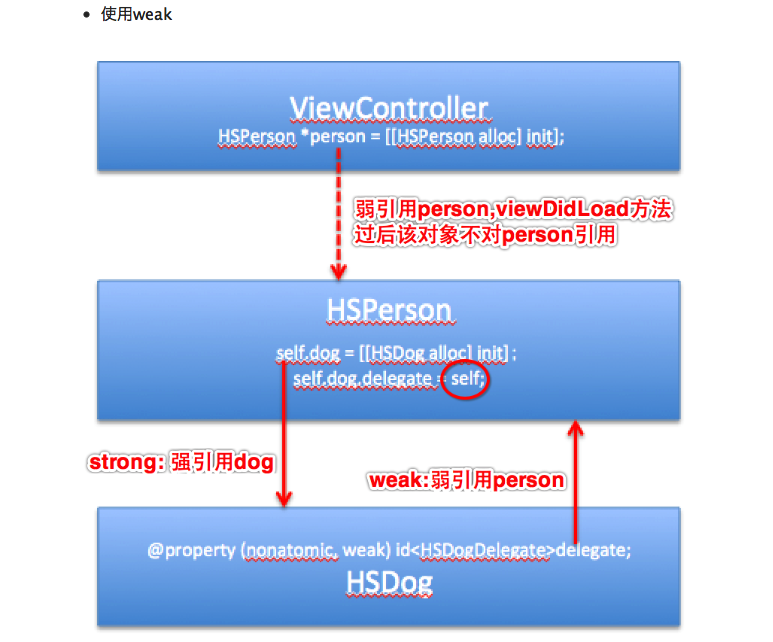 使用weak
ViewController
HSPerson *person = [[HSPerson alloc] init];
弱引用person,viewDidLoad方法
过后该对象不对person引用
HSPerson
self.dog = [[HSDog alloc] init] ;
self.dog.delegate = self;
strong: 强引用dog
weak:弱引用person
@property (nonatomic, weak) id<HSDogDelegate>delegate;
HSDog